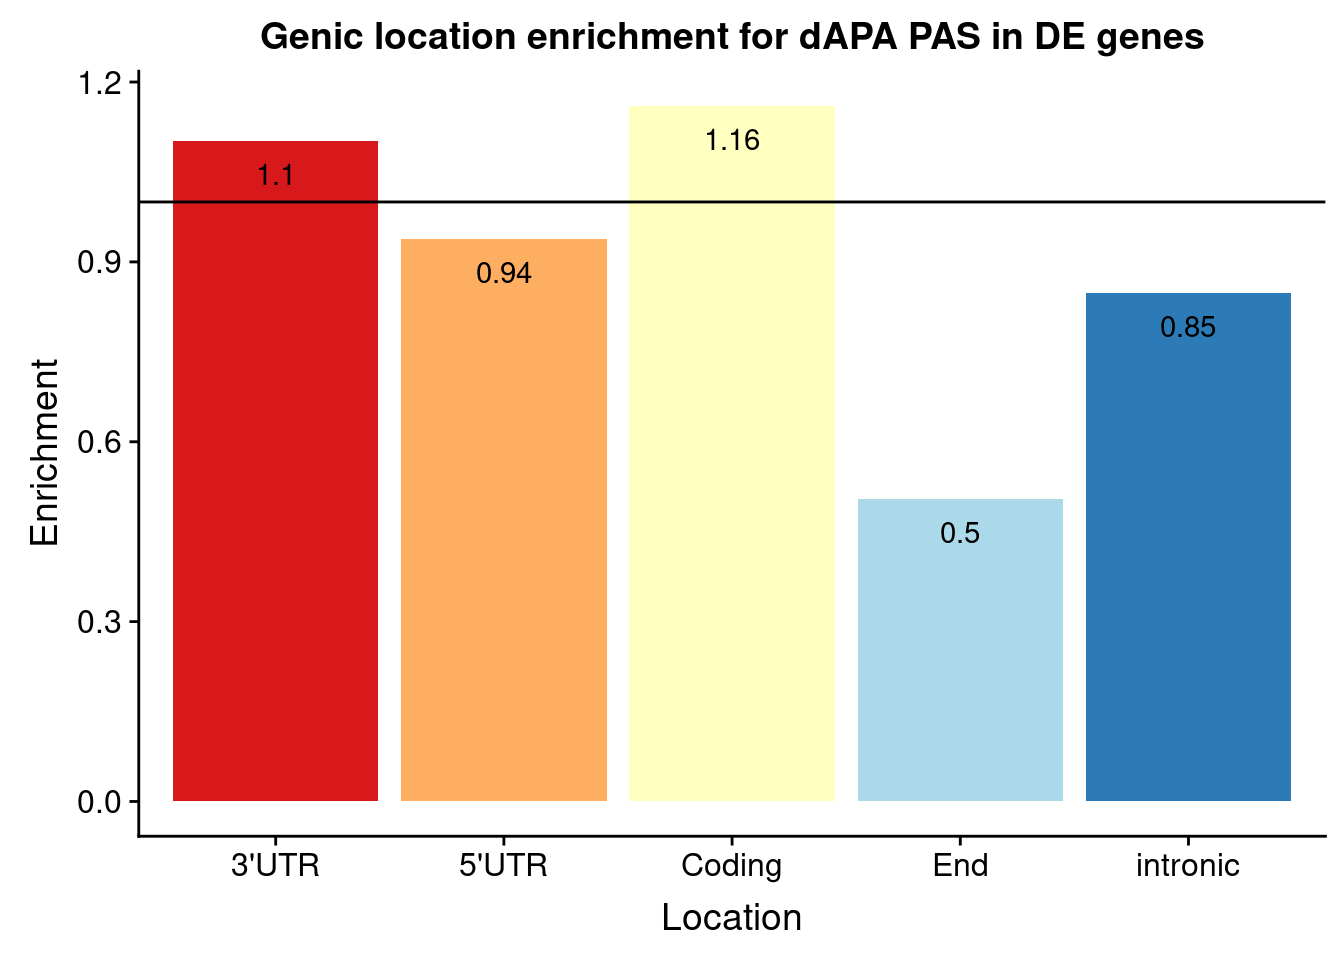 Genic location enrichment for dAPA PAS in DE genes
1.2
0.9
0.6
0.3
0.0
Enrichment
1.1
0.94
1.16
0.5
0.85
3'UTR
5'UTR
Coding
End
intronic
Location